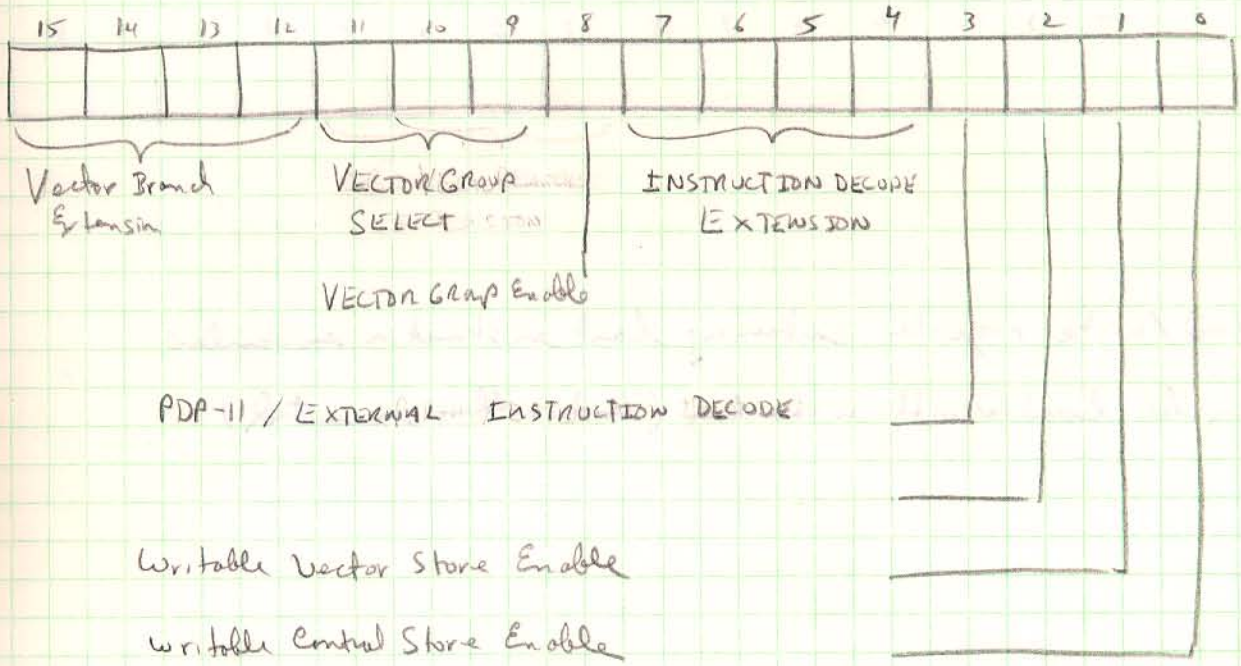 15 14 13 12 11 10 9 8 7 6 5 4 3 2 1 0
Vector Branch VECTOR GROUP INSTRUCTION DECODE
Extension SELECT EXTENSION
VECTOR GROUP Enable
PDP-11 / EXTERNAL INSTRUCTION DECODE
Writable Vector Store Enable
Writable Control Store Enable